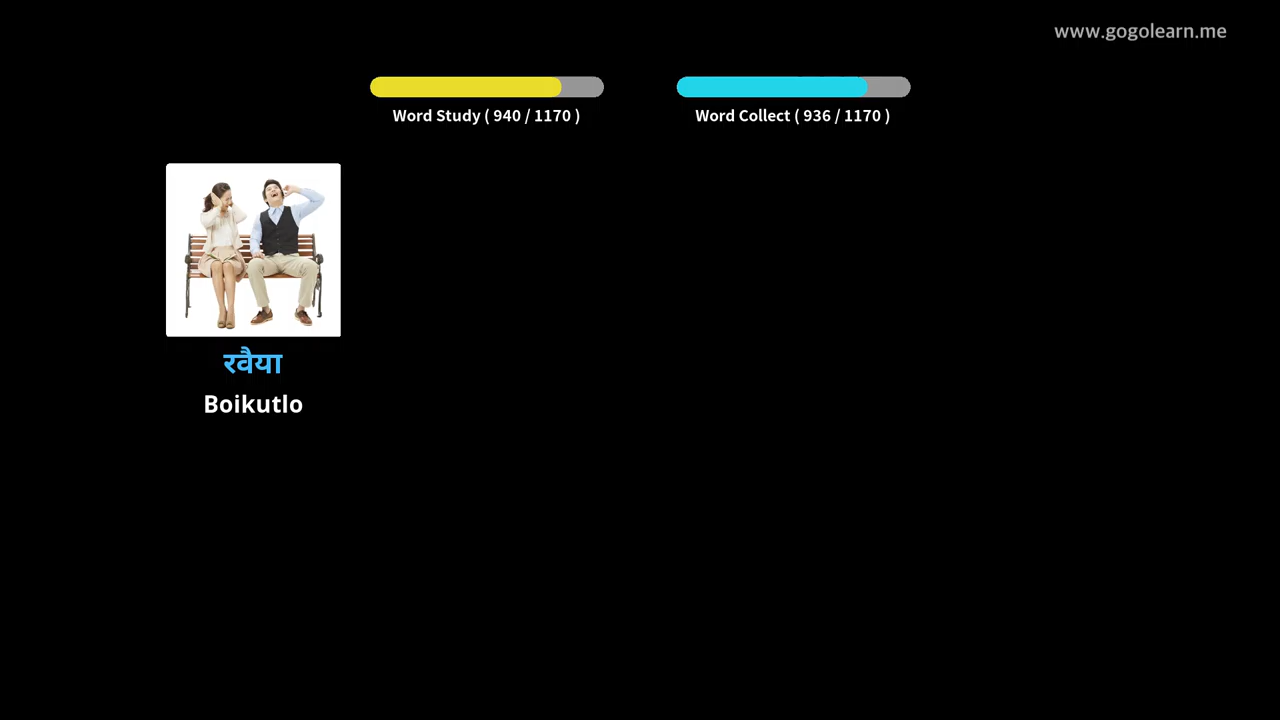 www.gogolearn.me
Word Study ( 940 / 1170 )
Word Collect ( 936 / 1170 )
रवैया
Boikutlo